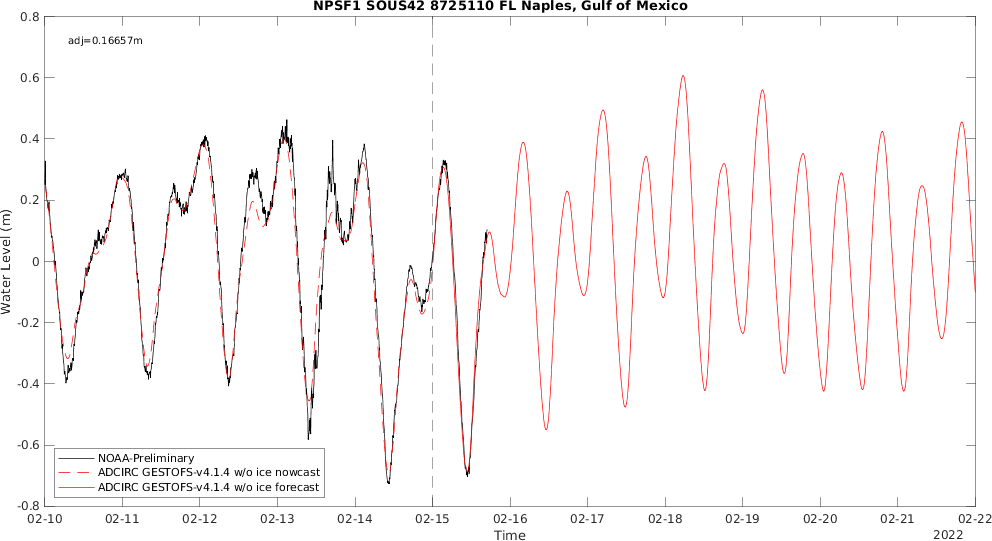 NPSF1 SOUS42 8725110 FL Naples, Gulf of Mexico
adj=0.16657m
0.8
0.6
0.4
0.2
0
-0.2
-0.4
-0.6
-0.8
Water Level (m)
NOAA-Preliminary
ADCIRC GESTOFS-v4.1.4 w/o ice nowcast
ADCIRC GESTOFS-v4.1.4 w/o ice forecast
02-10 02-11 02-12 02-13 02-14 02-15 02-16 02-17 02-18 02-19 02-20 02-21 02-22
Time
2022